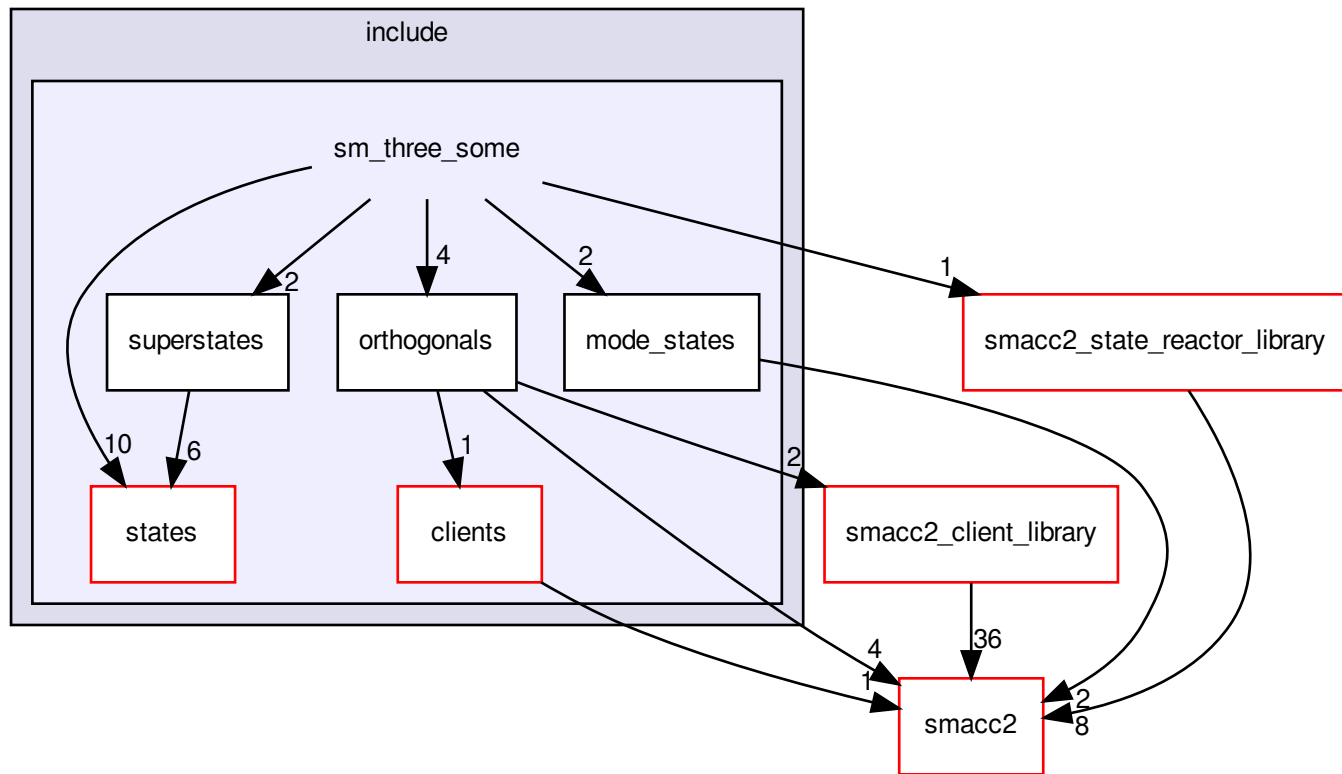 include
sm_three_some
1
2
4
2
superstates
orthogonals
mode_states
smacc2_state_reactor_library
10
6
1
2
states
clients
smacc2_client_library
4
36
1
2
8
smacc2